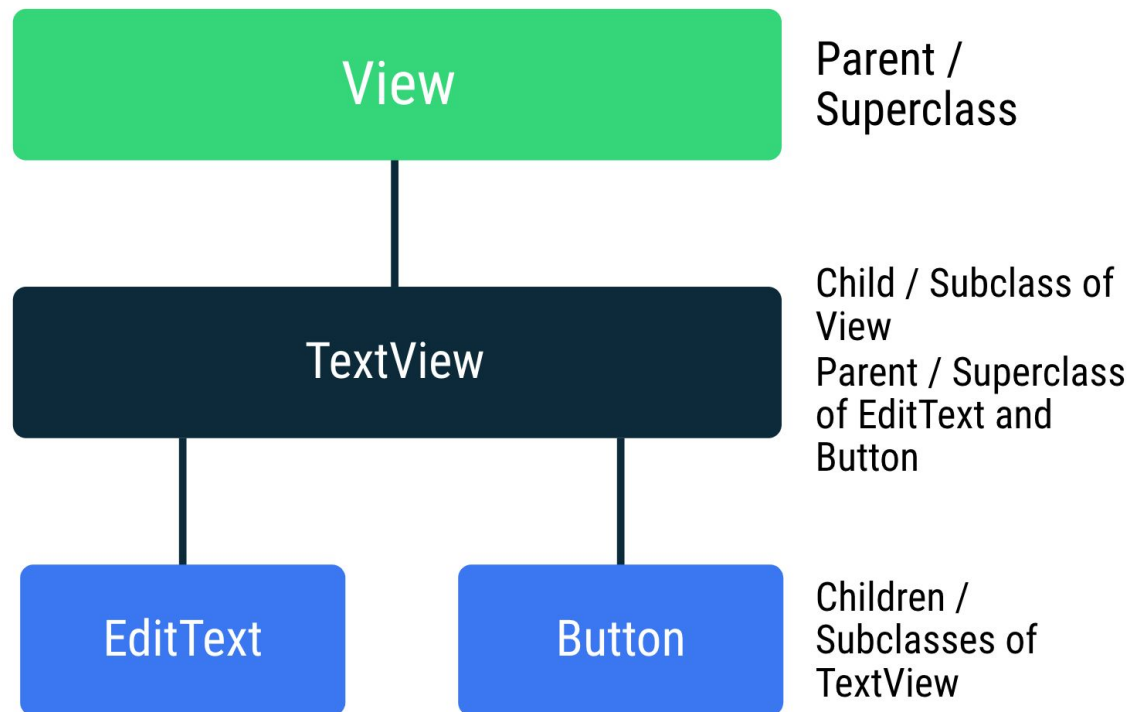 View
Parent /
Superclass
TextView
Child / Subclass of
View
Parent / Superclass
of EditText and
Button
EditText
Button
Children /
Subclasses of
TextView